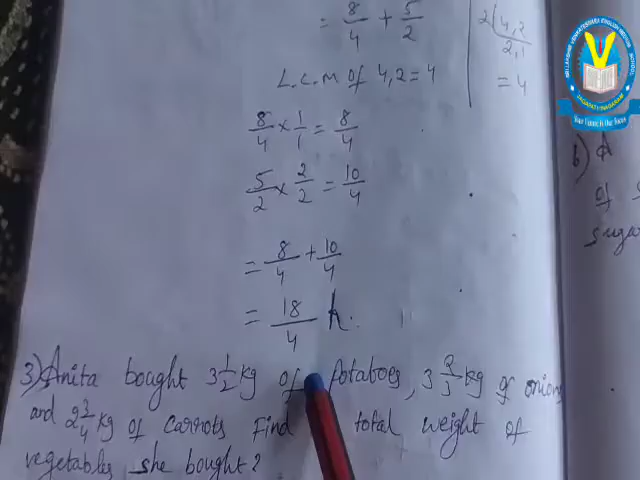 = 8/4 + 5/2
2 | 4, 2
2, 1
= 4
L.C.M of 4,2 = 4
8/4 × 1/1 = 8/4
5/2 × 2/2 = 10/4
= 8/4 + 10/4
= 18/4 h.
3) Anita bought 3 1/2 kg of Potatoes, 3 2/3 kg of onions
and 2 3/4 kg of carrots Find total weight of
vegetables she bought?
b) A
of
sugar
Your Future is Our Focus